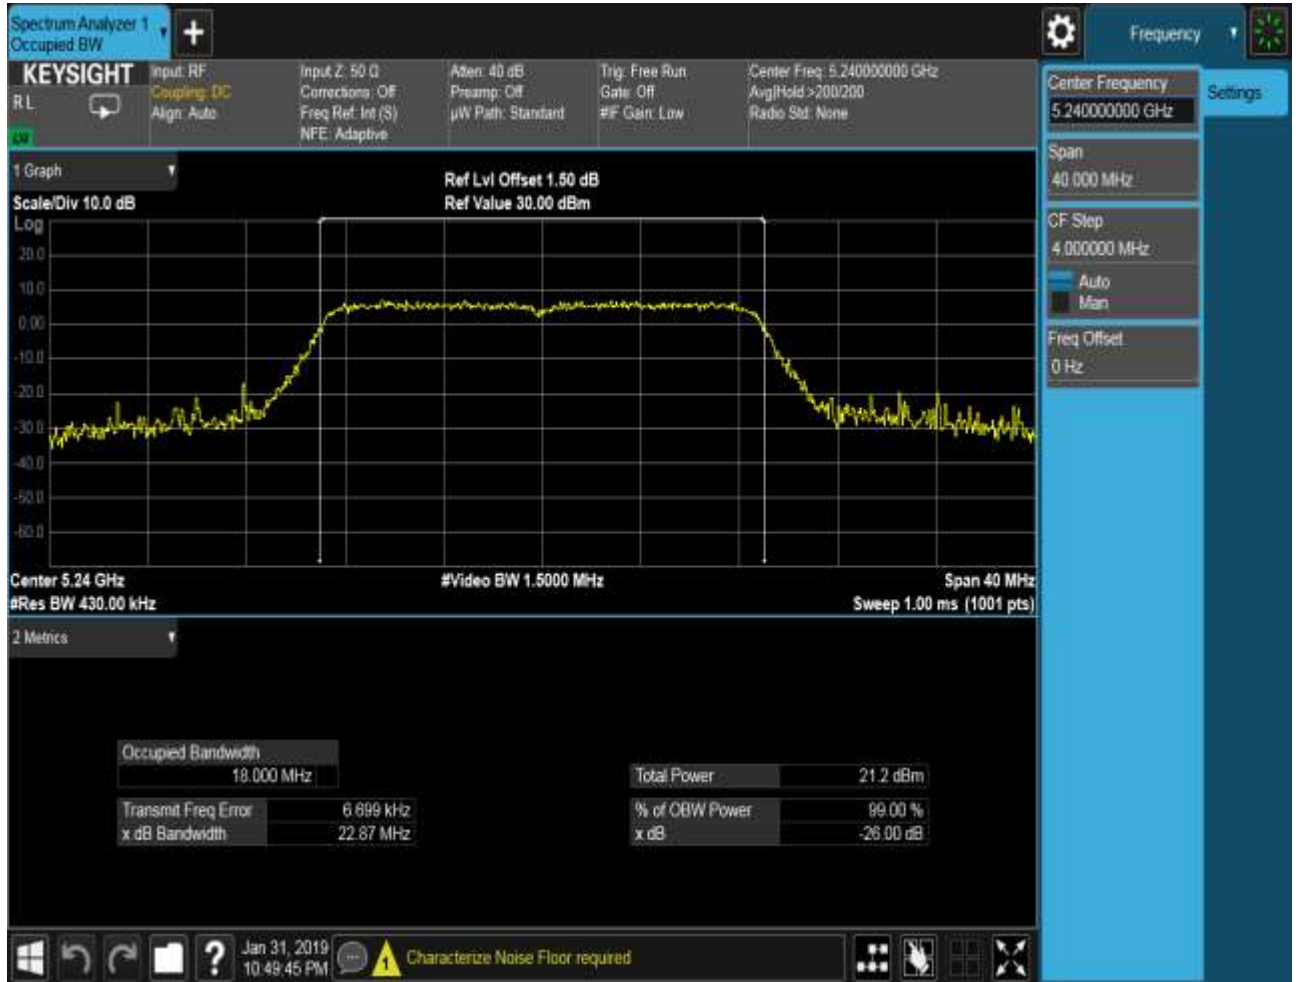 Spectrum Analyzer 1
Occupied BW
+
Frequency
KEYSIGHT
R L
Input: RF
Coupling: DC
Align: Auto
Input Z: 50 Ω
Corrections: Off
Freq Ref: Int (S)
NFE: Adaptive
Atten: 40 dB
Preamp: Off
µW Path: Standard
Trig: Free Run
Gate: Off
#IF Gain: Low
Center Freq: 5.240000000 GHz
Avg|Hold:>200/200
Radio Std: None
Center Frequency
5.240000000 GHz
Settings
Span
40.000 MHz
CF Step
4.000000 MHz
Auto
Man
Freq Offset
0 Hz
1 Graph
Scale/Div 10.0 dB
Ref Lvl Offset 1.50 dB
Ref Value 30.00 dBm
Log
20.0
10.0
0.00
-10.0
-20.0
-30.0
-40.0
-50.0
-60.0
Center 5.24 GHz
#Video BW 1.5000 MHz
Span 40 MHz
#Res BW 430.00 kHz
Sweep 1.00 ms (1001 pts)
2 Metrics
Occupied Bandwidth
18.000 MHz
Total Power 21.2 dBm
Transmit Freq Error 6.699 kHz
% of OBW Power 99.00 %
x dB Bandwidth 22.87 MHz
x dB -26.00 dB
?
Jan 31, 2019
10:49:45 PM
1
Characterize Noise Floor required